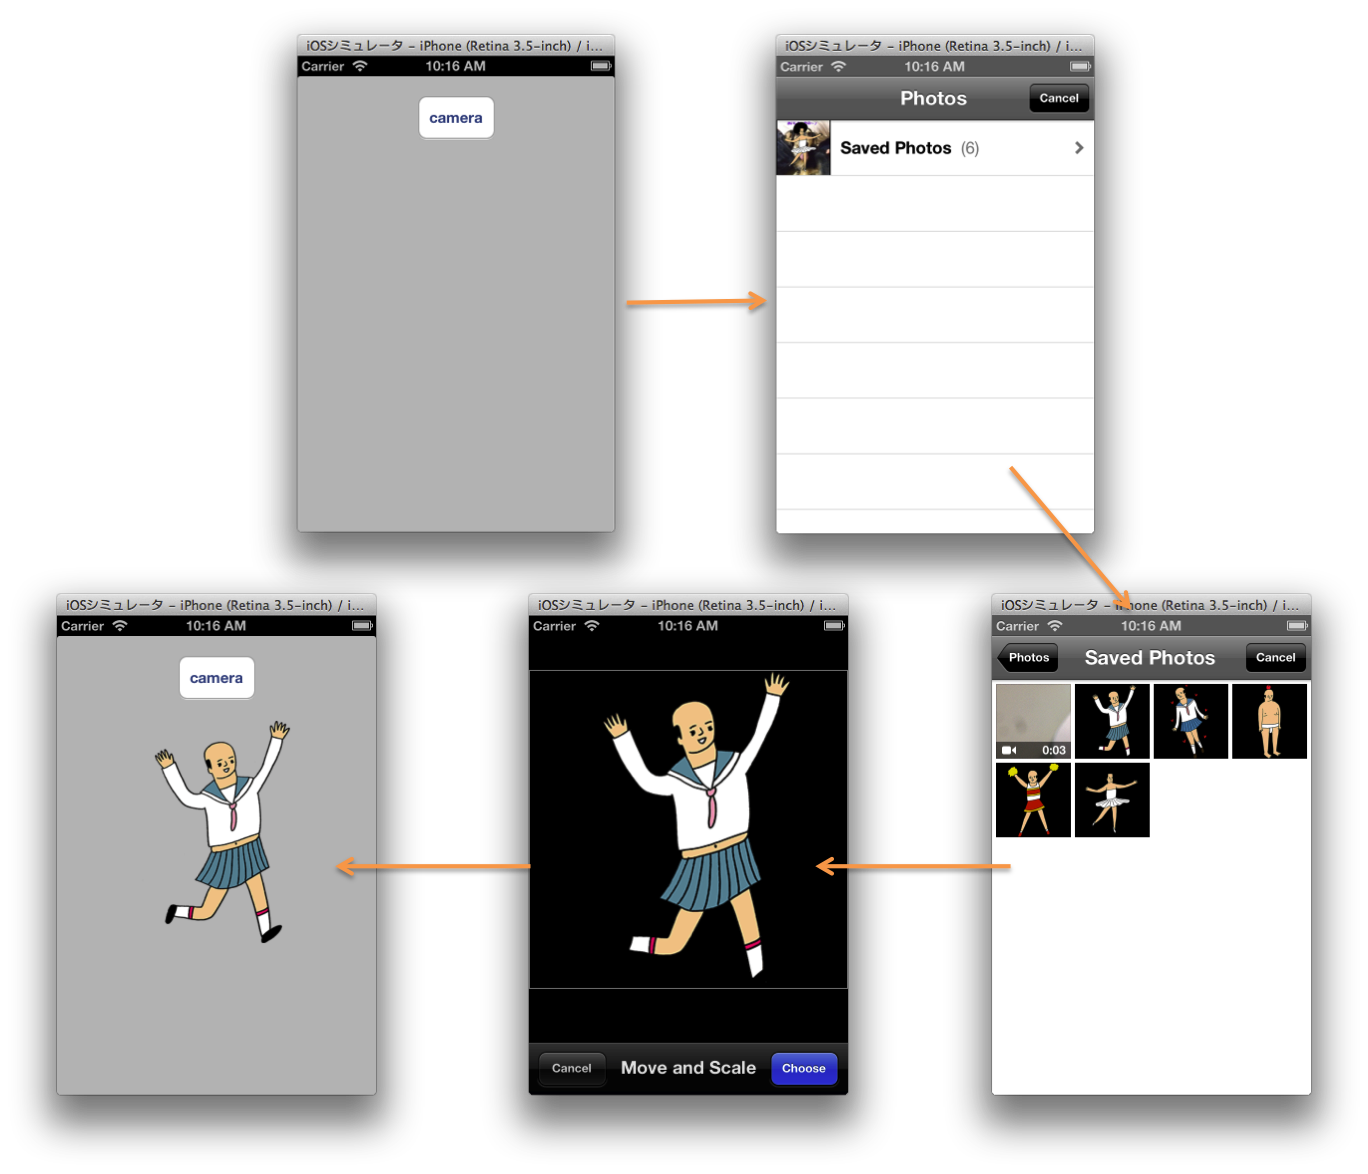 iOSシミュレータ – iPhone (Retina 3.5-inch) / i...
Carrier 10:16 AM
camera
iOSシミュレータ – iPhone (Retina 3.5-inch) / i...
Carrier 10:16 AM
Photos Cancel
Saved Photos (6)
iOSシミュレータ – iPhone (Retina 3.5-inch) / i...
Carrier 10:16 AM
camera
iOSシミュレータ – iPhone (Retina 3.5-inch) / i...
Carrier 10:16 AM
Cancel Move and Scale Choose
iOSシミュレータ – iPhone (Retina 3.5-inch) / i...
Carrier 10:16 AM
Photos Saved Photos Cancel
0:03